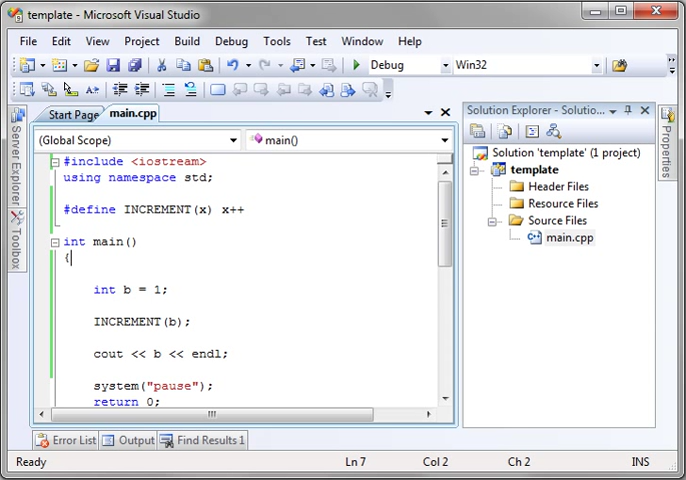 template - Microsoft Visual Studio
File Edit View Project Build Debug Tools Test Window Help
Debug Win32
Start Page main.cpp
(Global Scope) main()
#include <iostream>
using namespace std;
#define INCREMENT(x) x++
int main()
{
int b = 1;
INCREMENT(b);
cout << b << endl;
system("pause");
return 0;
Server Explorer
Toolbox
Solution Explorer - Solutio...
Solution 'template' (1 project)
template
Header Files
Resource Files
Source Files
main.cpp
Properties
Error List Output Find Results 1
Ready Ln 7 Col 2 Ch 2 INS